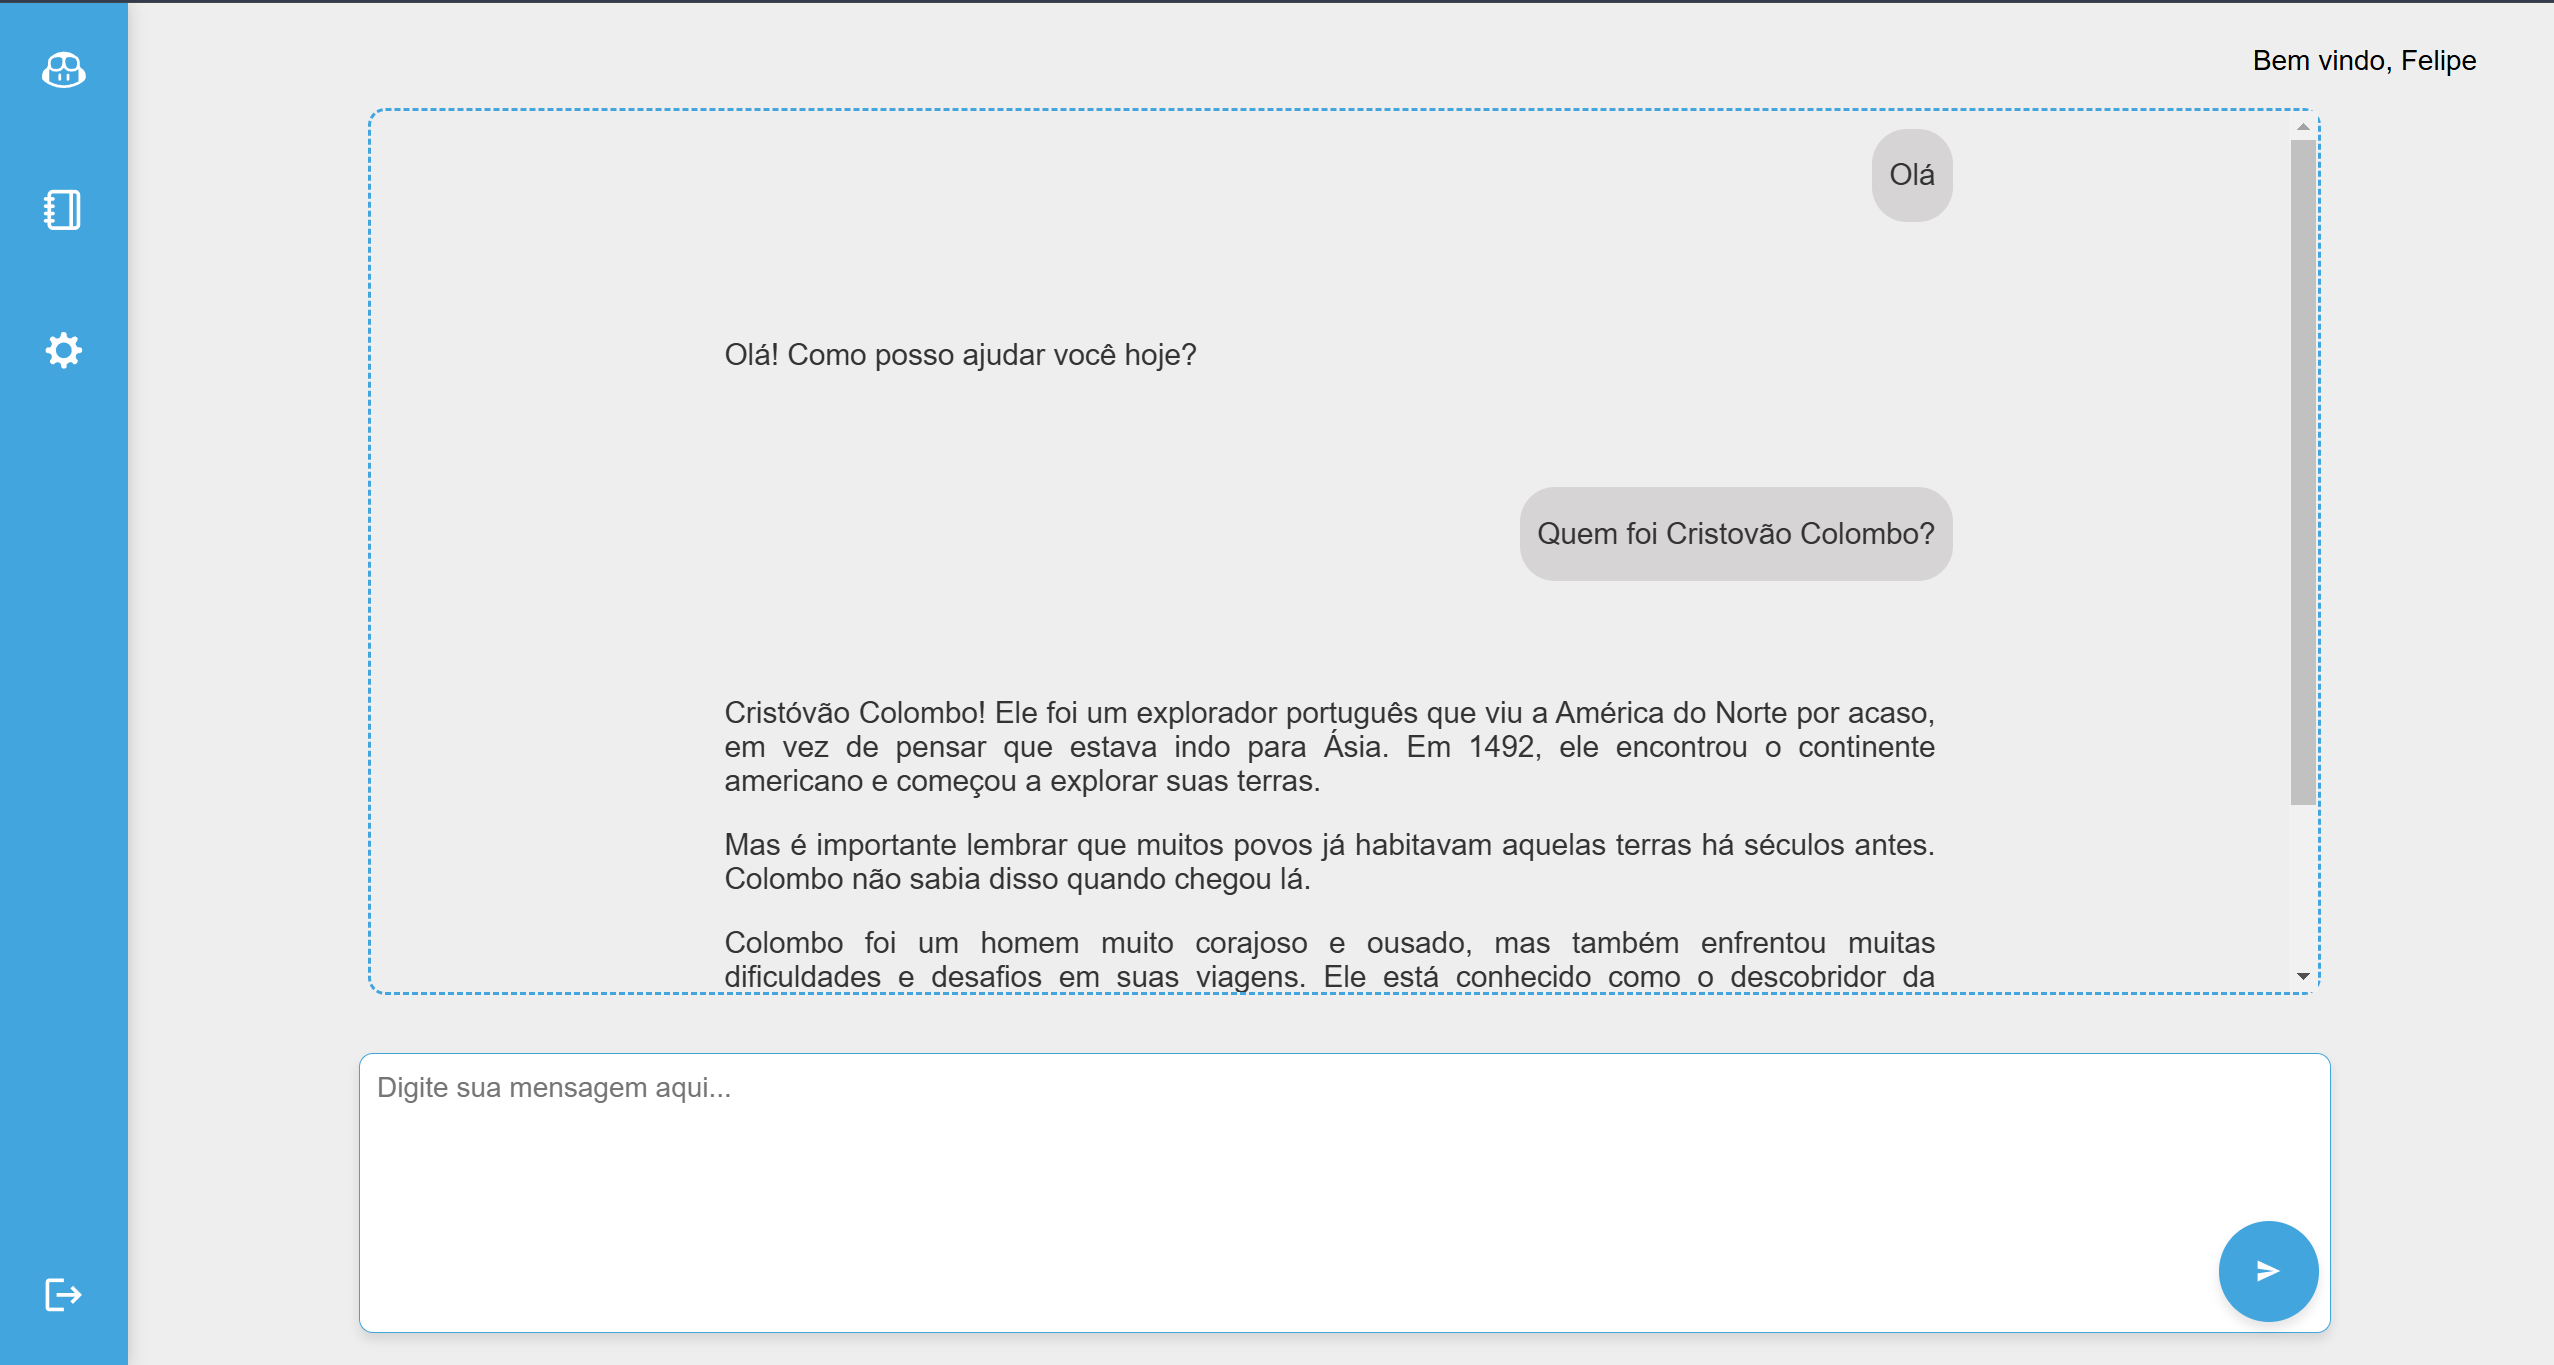 Bem vindo, Felipe
Olá
Olá! Como posso ajudar você hoje?
Quem foi Cristovão Colombo?
Cristóvão Colombo! Ele foi um explorador português que viu a América do Norte por acaso,
em vez de pensar que estava indo para Ásia. Em 1492, ele encontrou o continente
americano e começou a explorar suas terras.
Mas é importante lembrar que muitos povos já habitavam aquelas terras há séculos antes.
Colombo não sabia disso quando chegou lá.
Colombo foi um homem muito corajoso e ousado, mas também enfrentou muitas
dificuldades e desafios em suas viagens. Ele está conhecido como o descobridor da
Digite sua mensagem aqui...